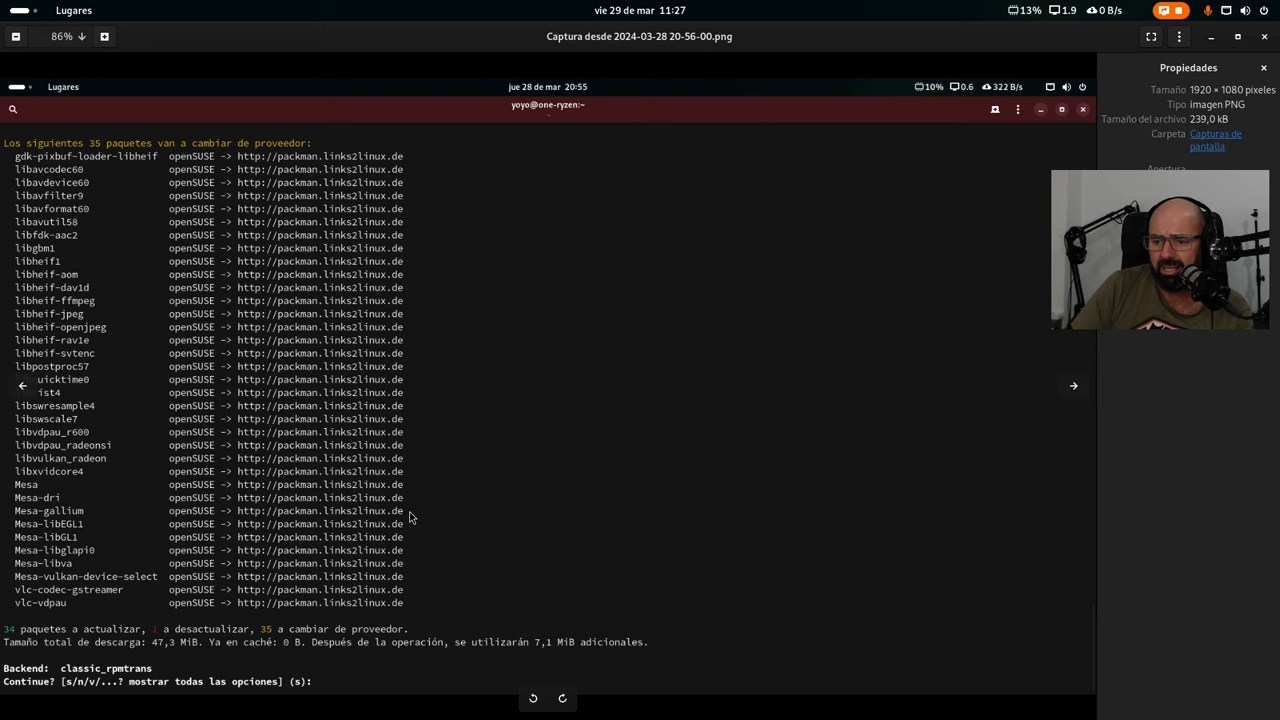 Lugares
vie 29 de mar 11:27
13% 1.9 0 B/s
86%
Captura desde 2024-03-28 20-56-00.png
Propiedades
Tamaño 1920 × 1080 píxeles
Tipo imagen PNG
Tamaño del archivo 239,0 kB
Carpeta Capturas de
pantalla
Apertura
Lugares
jue 28 de mar 20:55
10% 0.6 322 B/s
yoyo@one-ryzen:~
~
Los siguientes 35 paquetes van a cambiar de proveedor:
gdk-pixbuf-loader-libheif openSUSE -> http://packman.links2linux.de
libavcodec60 openSUSE -> http://packman.links2linux.de
libavdevice60 openSUSE -> http://packman.links2linux.de
libavfilter9 openSUSE -> http://packman.links2linux.de
libavformat60 openSUSE -> http://packman.links2linux.de
libavutil58 openSUSE -> http://packman.links2linux.de
libfdk-aac2 openSUSE -> http://packman.links2linux.de
libgbm1 openSUSE -> http://packman.links2linux.de
libheif1 openSUSE -> http://packman.links2linux.de
libheif-aom openSUSE -> http://packman.links2linux.de
libheif-dav1d openSUSE -> http://packman.links2linux.de
libheif-ffmpeg openSUSE -> http://packman.links2linux.de
libheif-jpeg openSUSE -> http://packman.links2linux.de
libheif-openjpeg openSUSE -> http://packman.links2linux.de
libheif-rav1e openSUSE -> http://packman.links2linux.de
libheif-svtenc openSUSE -> http://packman.links2linux.de
libpostproc57 openSUSE -> http://packman.links2linux.de
uicktime0 openSUSE -> http://packman.links2linux.de
ist4 openSUSE -> http://packman.links2linux.de
libswresample4 openSUSE -> http://packman.links2linux.de
libswscale7 openSUSE -> http://packman.links2linux.de
libvdpau_r600 openSUSE -> http://packman.links2linux.de
libvdpau_radeonsi openSUSE -> http://packman.links2linux.de
libvulkan_radeon openSUSE -> http://packman.links2linux.de
libxvidcore4 openSUSE -> http://packman.links2linux.de
Mesa openSUSE -> http://packman.links2linux.de
Mesa-dri openSUSE -> http://packman.links2linux.de
Mesa-gallium openSUSE -> http://packman.links2linux.de
Mesa-libEGL1 openSUSE -> http://packman.links2linux.de
Mesa-libGL1 openSUSE -> http://packman.links2linux.de
Mesa-libglapi0 openSUSE -> http://packman.links2linux.de
Mesa-libva openSUSE -> http://packman.links2linux.de
Mesa-vulkan-device-select openSUSE -> http://packman.links2linux.de
vlc-codec-gstreamer openSUSE -> http://packman.links2linux.de
vlc-vdpau openSUSE -> http://packman.links2linux.de
34 paquetes a actualizar, 1 a desactualizar, 35 a cambiar de proveedor.
Tamaño total de descarga: 47,3 MiB. Ya en caché: 0 B. Después de la operación, se utilizarán 7,1 MiB adicionales.
Backend: classic_rpmtrans
Continue? [s/n/v/...? mostrar todas las opciones] (s):